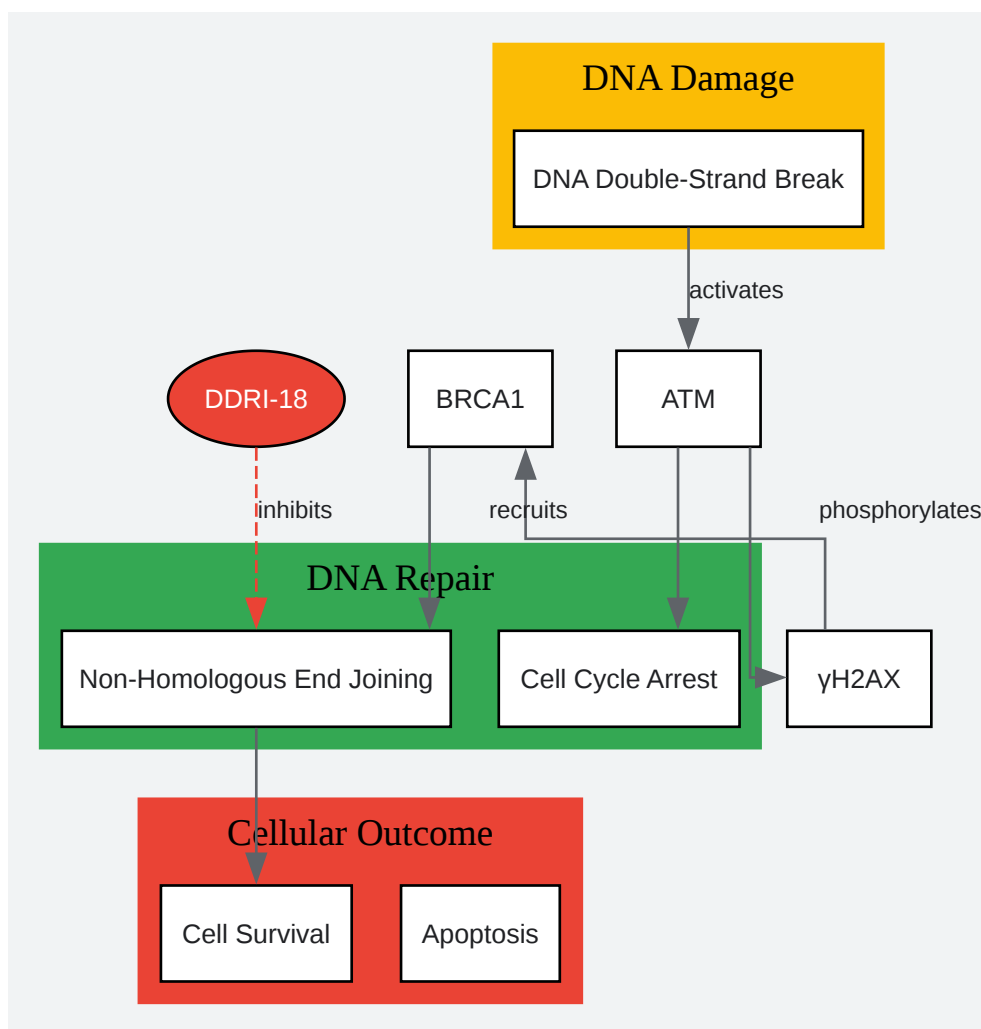 DNA Damage
DNA Double-Strand Break
activates
DDRI-18
BRCA1
ATM
inhibits
recruits
phosphorylates
DNA Repair
Non-Homologous End Joining
Cell Cycle Arrest
γH2AX
Cellular Outcome
Cell Survival
Apoptosis